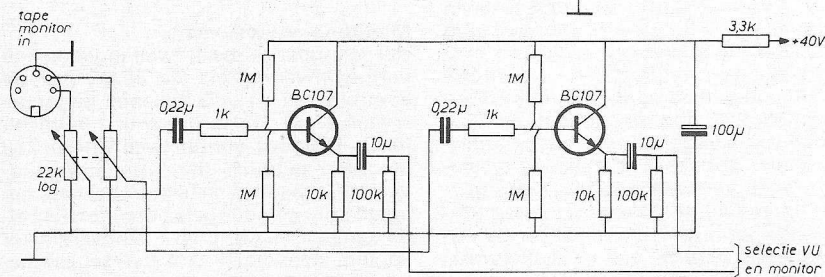 tape
monitor
in
22k
log.
0,22µ
1k
1M
1M
BC107
10µ
10k
100k
0,22µ
1k
1M
1M
BC107
10µ
10k
100k
100µ
3,3k
+40V
selectie VU
en monitor